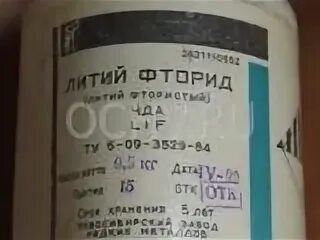 ЛИТИЙ ФТОРИД
(литий фтористый)
ЧДА
LIF
ТУ 6-09-3529-84
0,5 кг Дата V-90
Партия 15 ОТК ОТК
Срок хранения 5 лет
НОВОСИБИРСКИЙ ЗАВОД
РЕДКИХ МЕТАЛЛОВ